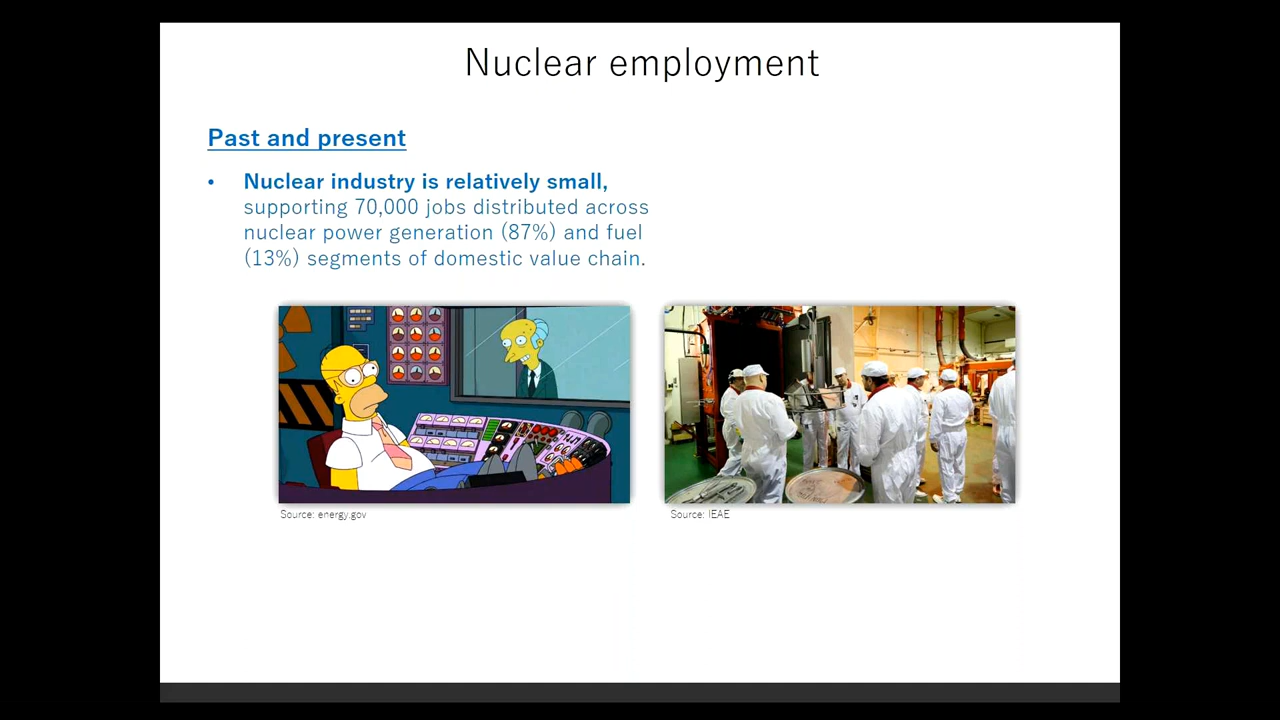 Nuclear employment
Past and present
• Nuclear industry is relatively small,
supporting 70,000 jobs distributed across
nuclear power generation (87%) and fuel
(13%) segments of domestic value chain.
Source: energy.gov
Source: IEAE